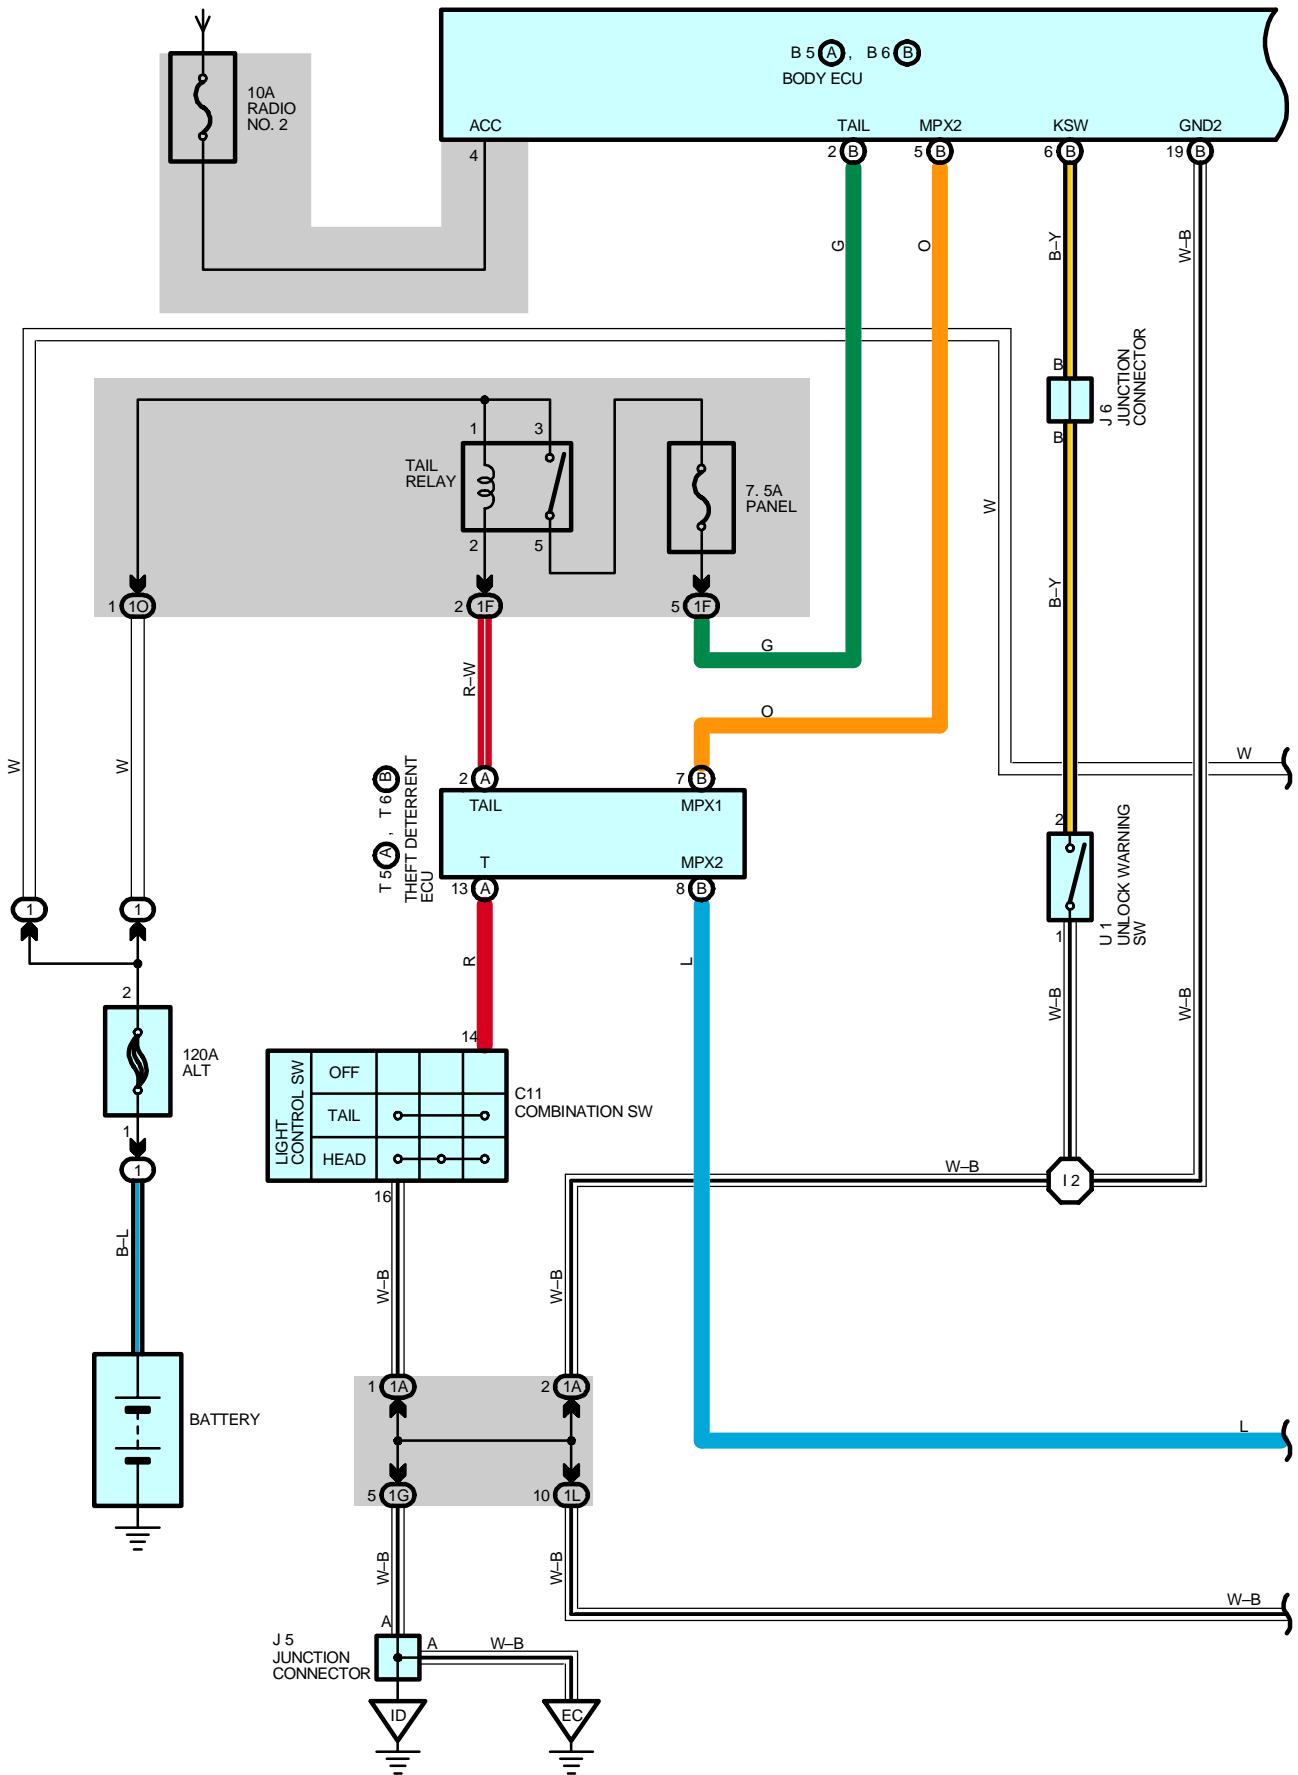 B 5 A , B 6 B
BODY ECU
10A
RADIO
NO. 2
ACC
TAIL
MPX2
KSW
GND2
4
2 B
5 B
6 B
19 B
G
O
B–Y
W–B
B
J 6
JUNCTION
CONNECTOR
B
1
3
TAIL
RELAY
7. 5A
PANEL
W
2
5
1 1O
2 1F
5 1F
B–Y
G
R–W
O
W
W
W
T 5 A , T 6 B
THEFT DETERRENT
ECU
2 A
7 B
TAIL
MPX1
T
MPX2
13 A
8 B
2
U 1
UNLOCK WARNING
SW
1
1
1
R
L
2
W–B
W–B
120A
ALT
14
LIGHT
CONTROL SW
OFF
TAIL
HEAD
C11
COMBINATION SW
1
1
16
W–B
I 2
B–L
W–B
W–B
BATTERY
1 1A
2 1A
L
5 1G
10 1L
W–B
W–B
W–B
A
J 5
JUNCTION
CONNECTOR
A
W–B
ID
EC